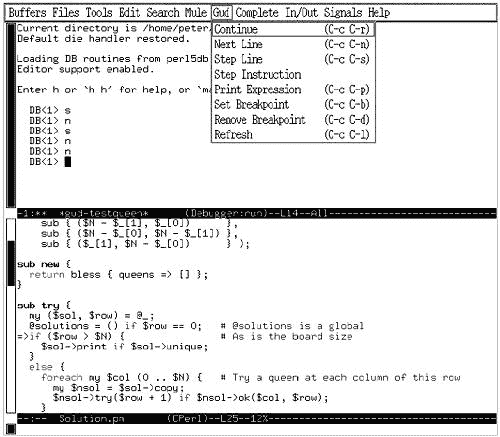 Buffers Files Tools Edit Search Mule Gud Complete In/Out Signals Help
Current directory is /home/peter/
Default die handler restored.
Loading DB routines from perl5db
Editor support enabled.
Enter h or `h h' for help, or `m
DB<1> s
DB<1> n
DB<1> s
DB<1> n
DB<1> n
DB<1>
Continue (C-c C-r)
Next Line (C-c C-n)
Step Line (C-c C-s)
Step Instruction
Print Expression (C-c C-p)
Set Breakpoint (C-c C-b)
Remove Breakpoint (C-c C-d)
Refresh (C-c C-l)
-1:** *gud-testqueen* (Debugger:run)--L14--All
sub { ($N - $_[1], $_[0]) },
sub { ($N - $_[0], $N - $_[1]) },
sub { ($_[1], $N - $_[0]) } );
sub new {
return bless { queens => [] };
}
sub try {
my ($sol, $row) = @_;
@solutions = () if $row == 0; # @solutions is a global
=>if ($row > $N) { # As is the board size
$sol->print if $sol->unique;
}
else {
foreach my $col (0 .. $N) { # Try a queen at each column of this row
my $nsol = $sol->copy;
$nsol->try($row + 1) if $nsol->ok($col, $row);
}
--:-- Solution.pm (CPerl)--L25--12%